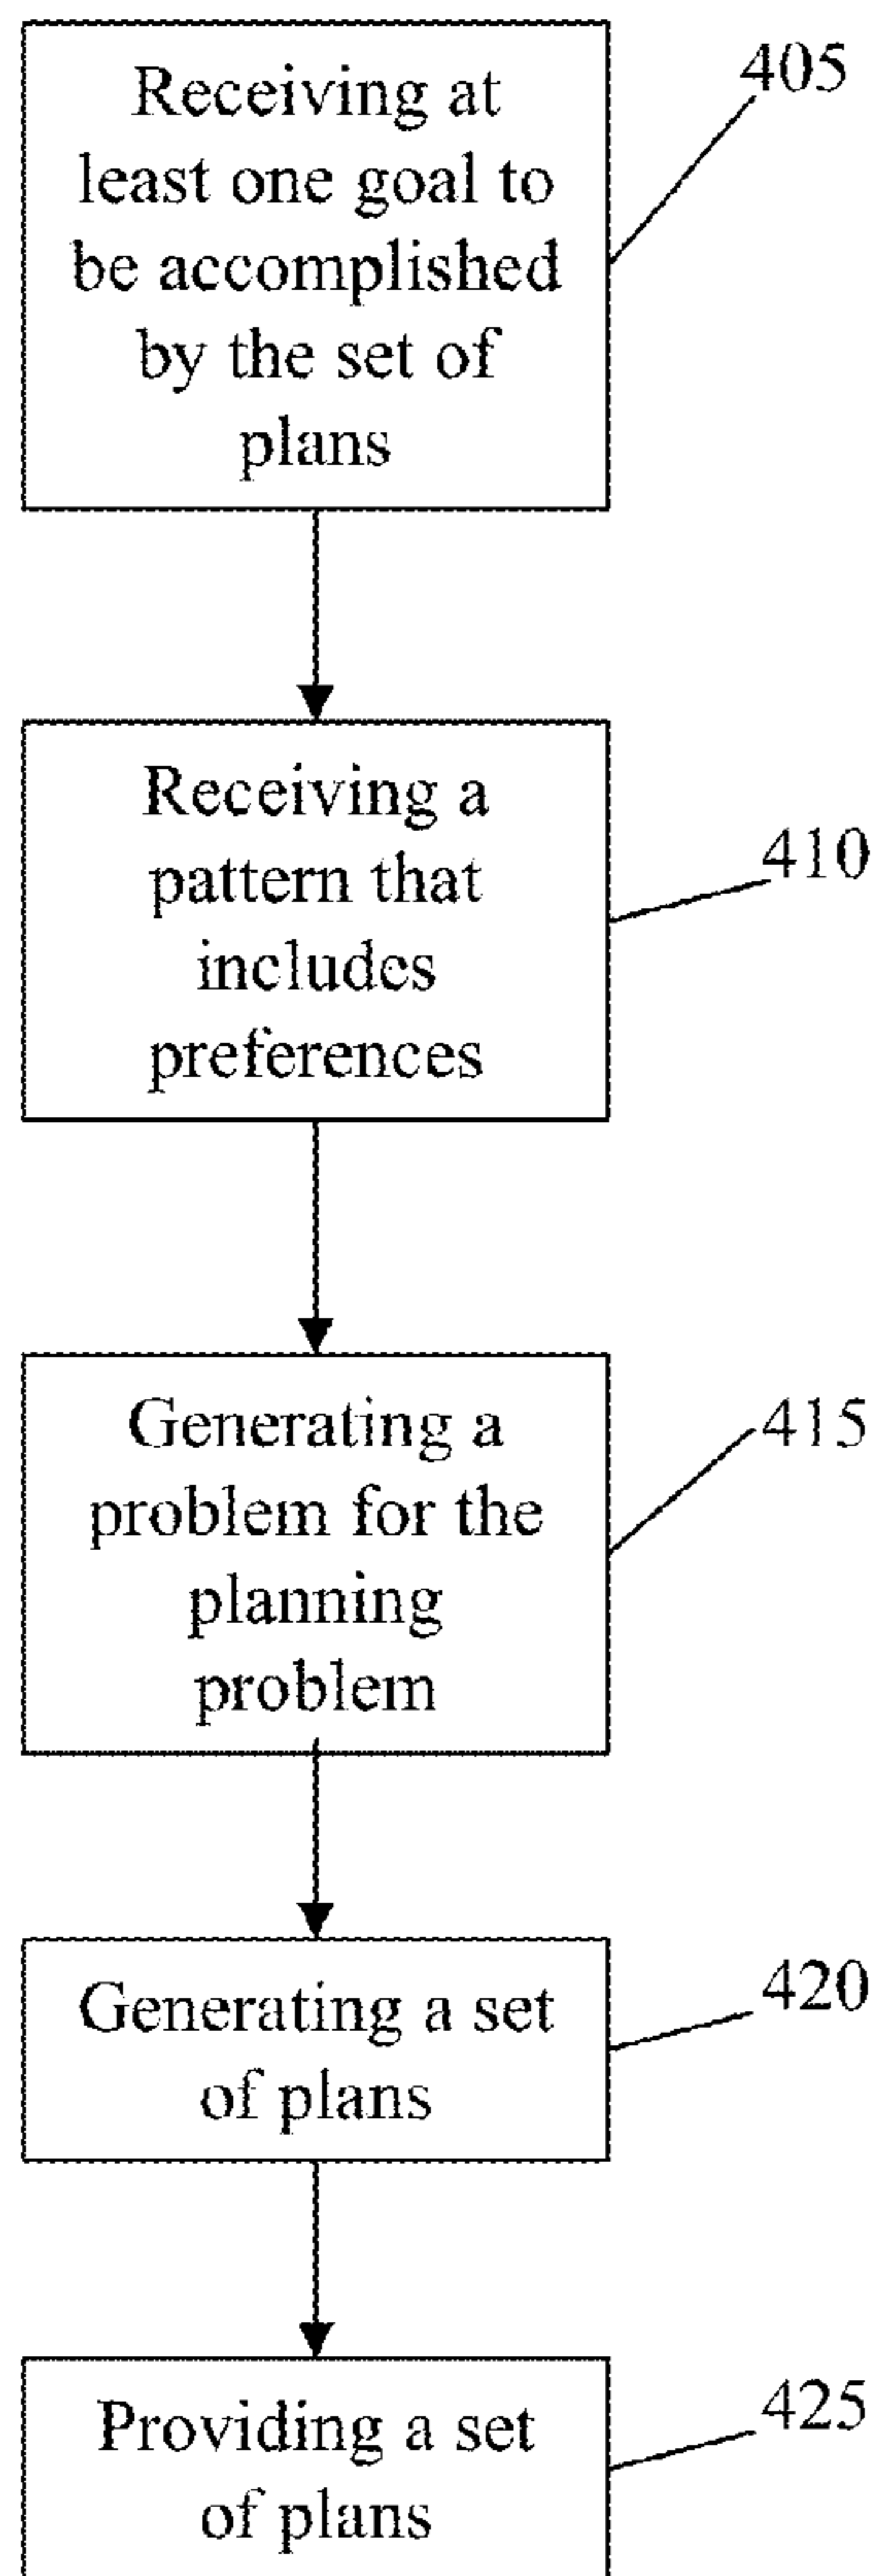 Receiving at
least one goal to
be accomplished
by the set of
plans
405
Receiving a
pattern that
includes
preferences
410
Generating a
problem for the
planning
problem
415
Generating a set
of plans
420
Providing a set
of plans
425